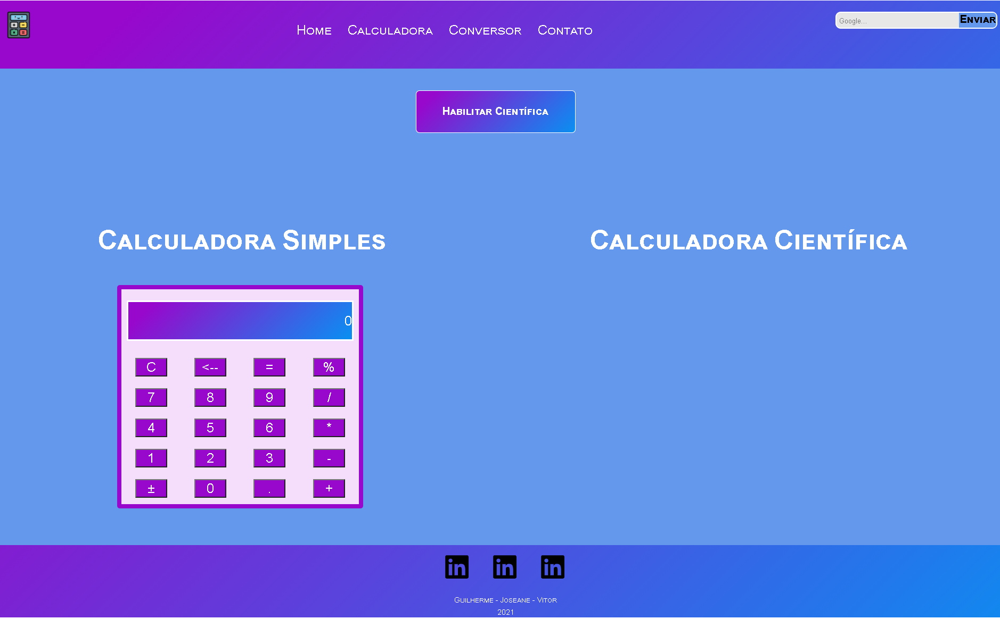 Home Calculadora Conversor Contato
Google...
Enviar
Habilitar Científica
Calculadora Simples
Calculadora Científica
0
C <-- = %
7 8 9 /
4 5 6 *
1 2 3 -
± 0 . +
in in in
Guilherme - Joseane - Vitor
2021